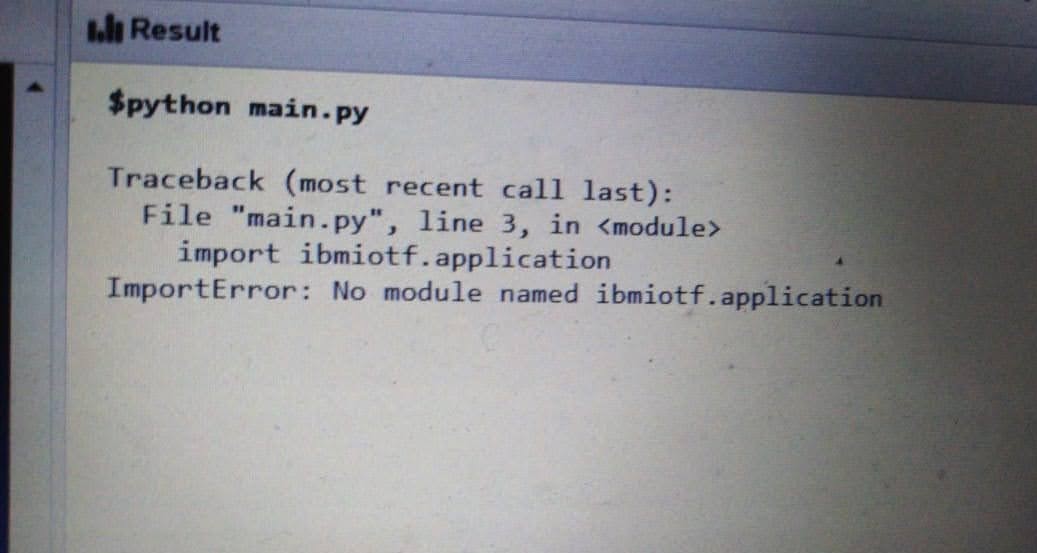 Result
$python main.py
Traceback (most recent call last):
File "main.py", line 3, in <module>
import ibmiotf.application
ImportError: No module named ibmiotf.application